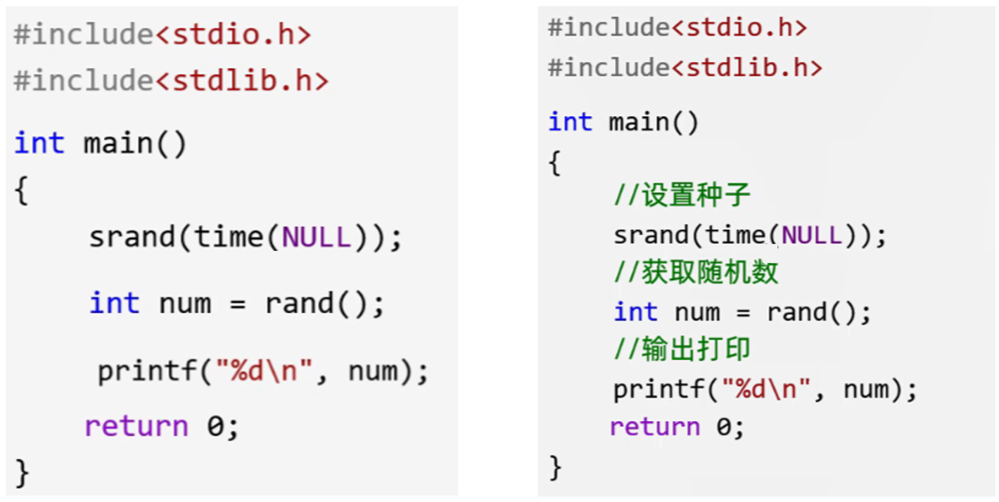 #include<stdio.h>
#include<stdlib.h>
int main()
{
srand(time(NULL));
int num = rand();
printf("%d\n", num);
return 0;
}
#include<stdio.h>
#include<stdlib.h>
int main()
{
//设置种子
srand(time(NULL));
//获取随机数
int num = rand();
//输出打印
printf("%d\n", num);
return 0;
}